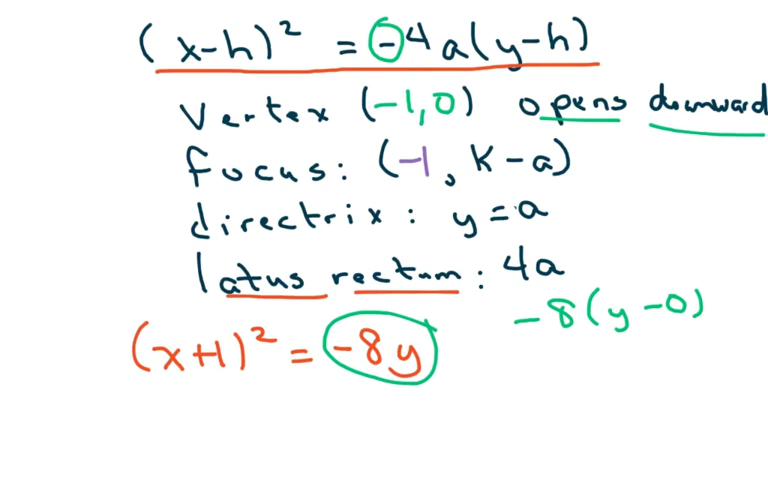 (x-h)² = -4a(y-h)
Vertex (-1,0) opens downward
focus: (-1, k-a)
directrix: y=a
latus rectum: 4a
-8(y-0)
(x+1)² = -8y